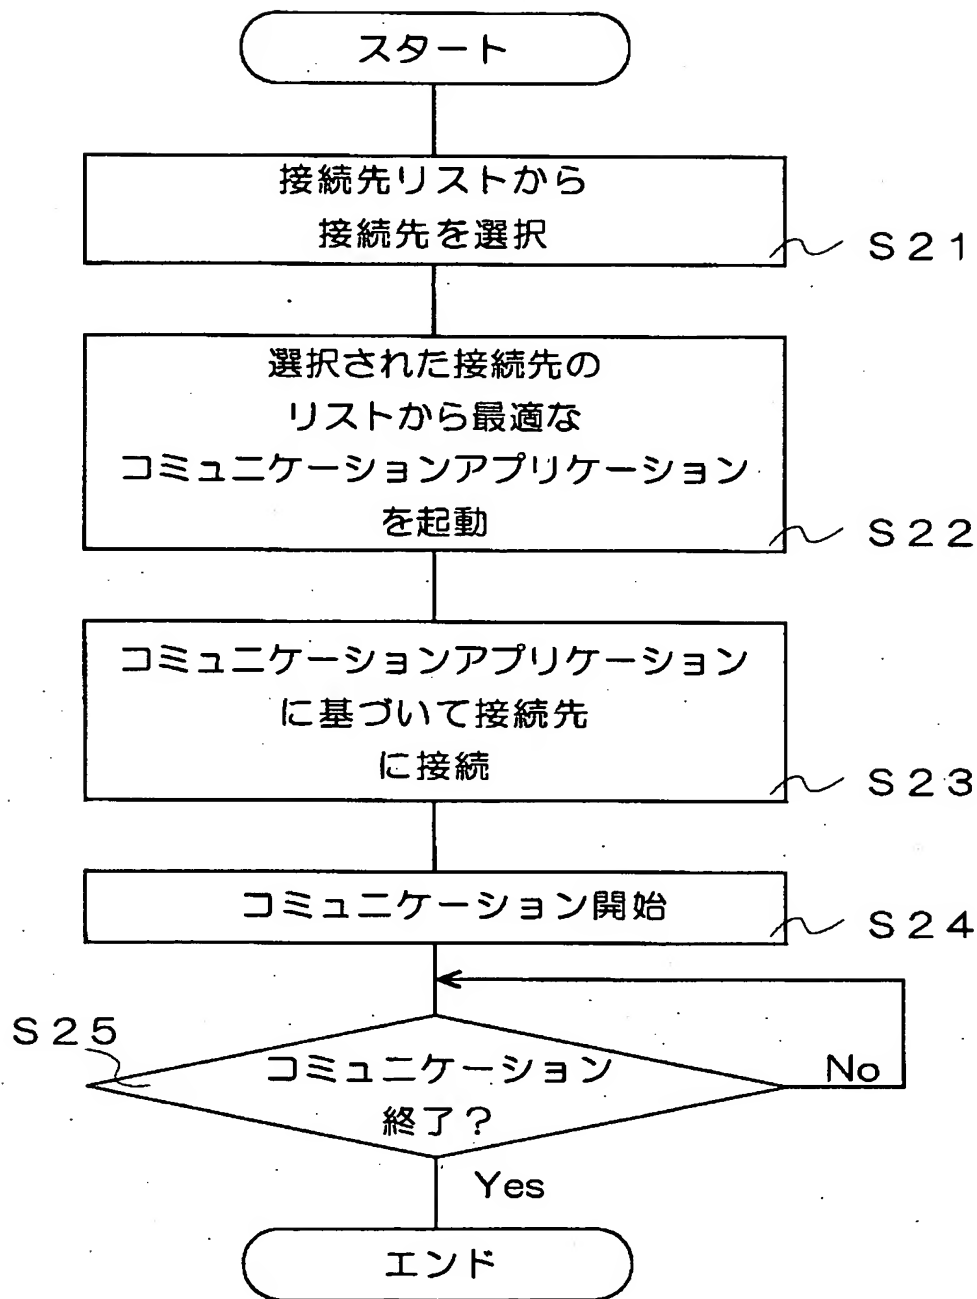 スタート
接続先リストから
接続先を選択
S21
選択された接続先の
リストから最適な
コミュニケーションアプリケーション
を起動
S22
コミュニケーションアプリケーション
に基づいて接続先
に接続
S23
コミュニケーション開始
S24
S25
コミュニケーション
終了?
No
Yes
エンド